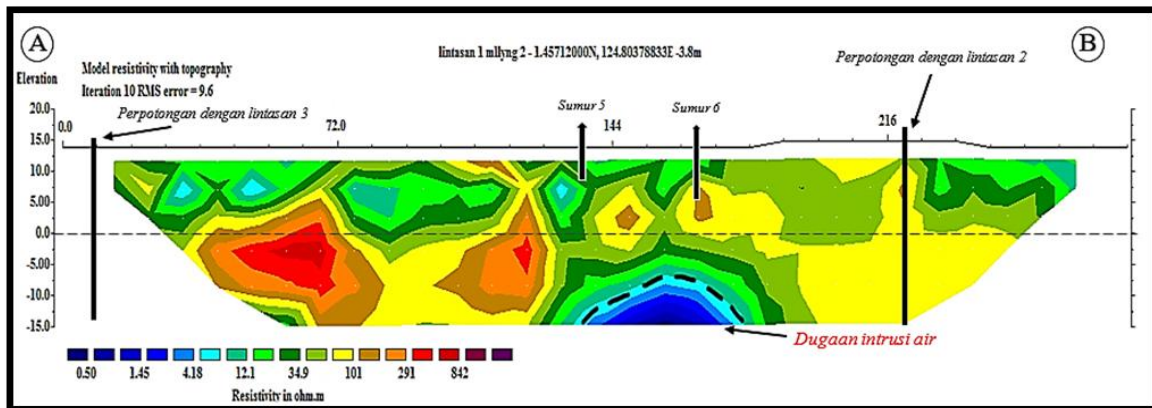 A
B
lintasan 1 mllyng 2 - 1.45712000N, 124.80378833E -3.8m
Perpotongan dengan lintasan 2
Model resistivity with topography
Elevation
Iteration 10 RMS error = 9.6
Perpotongan dengan lintasan 3
Sumur 5
Sumur 6
20.0
0.0 72.0 144 216
15.0
10.0
5.00
0.0
-5.00
-10.0
-15.0
Dugaan intrusi air
0.50 1.45 4.18 12.1 34.9 101 291 842
Resistivity in ohm.m